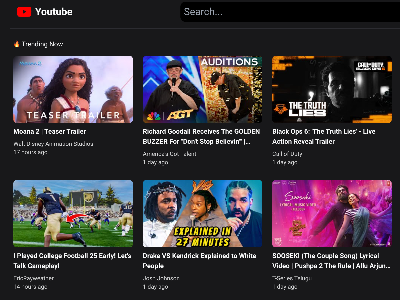 Youtube
Search...
🔥 Trending Now
TEASER TRAILER
AUDITIONS
AGT
CALL OF DUTY
THE TRUTH
LIES
Moana 2 | Teaser Trailer
Walt Disney Animation Studios
17 hours ago
Richard Goodall Receives The GOLDEN
BUZZER For "Don't Stop Believin'" |...
America's Got Talent
1 day ago
Black Ops 6: 'The Truth Lies' - Live
Action Reveal Trailer
Call of Duty
1 day ago
EXPLAINED IN
27 MINUTES
SOOSEKI
LYRICAL MUSIC VIDEO
I Played College Football 25 Early! Let's
Talk Gameplay!
EricRayweather
14 hours ago
Drake VS Kendrick Explained to White
People
Josh Johnson
1 day ago
SOOSEKI (The Couple Song) Lyrical
Video | Pushpa 2 The Rule | Allu Arjun...
T-Series Telugu
1 day ago